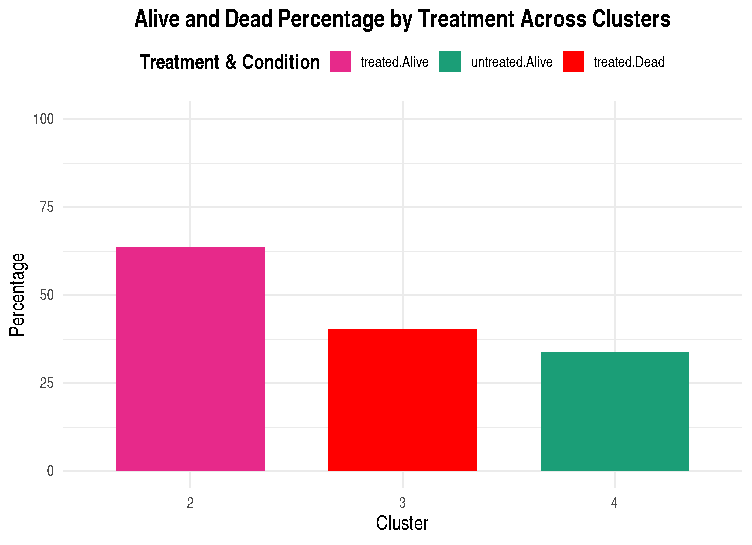 Alive and Dead Percentage by Treatment Across Clusters
Treatment & Condition treated.Alive untreated.Alive treated.Dead
100
75
50
25
0
Percentage
2 3 4
Cluster